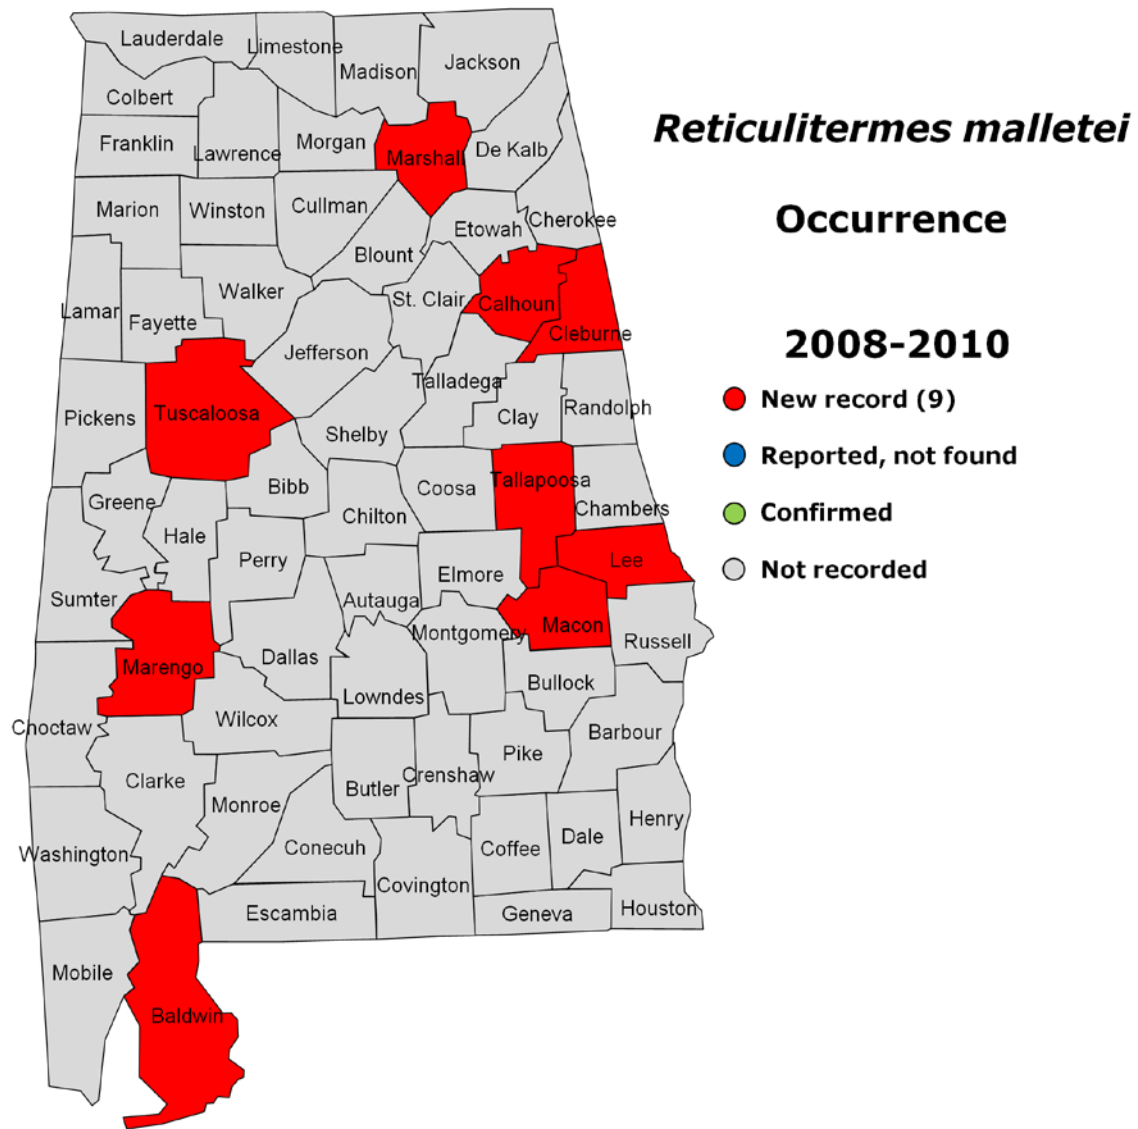 Lauderdale
Limestone
Madison
Jackson
Colbert
Franklin
Lawrence
Morgan
Marshall
De Kalb
Marion
Winston
Cullman
Blount
Etowah
Cherokee
Lamar
Fayette
Walker
Jefferson
St. Clair
Calhoun
Cleburne
Pickens
Tuscaloosa
Shelby
Talladega
Clay
Randolph
Greene
Hale
Bibb
Chilton
Coosa
Tallapoosa
Chambers
Sumter
Perry
Autauga
Elmore
Lee
Marengo
Dallas
Lowndes
Montgomery
Macon
Russell
Bullock
Choctaw
Clarke
Wilcox
Butler
Crenshaw
Pike
Barbour
Washington
Monroe
Conecuh
Covington
Coffee
Dale
Henry
Escambia
Geneva
Houston
Mobile
Baldwin
Reticulitermes malletei
Occurrence
2008-2010
New record (9)
Reported, not found
Confirmed
Not recorded